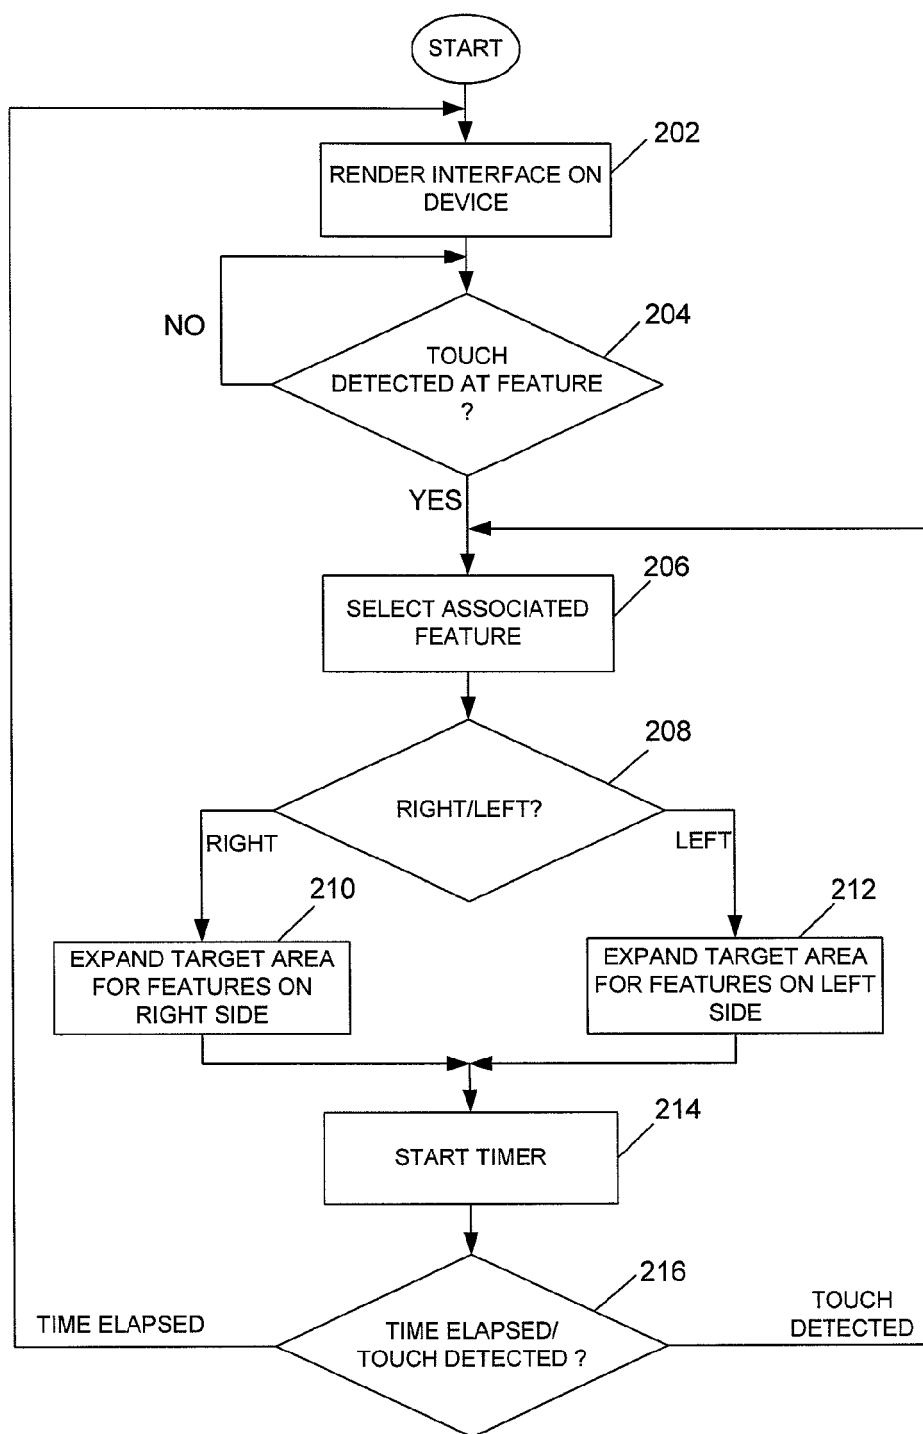 START
202
RENDER INTERFACE ON
DEVICE
204
NO
TOUCH
DETECTED AT FEATURE
?
YES
206
SELECT ASSOCIATED
FEATURE
208
RIGHT/LEFT?
RIGHT
LEFT
210
212
EXPAND TARGET AREA
FOR FEATURES ON
RIGHT SIDE
EXPAND TARGET AREA
FOR FEATURES ON LEFT
SIDE
214
START TIMER
216
TIME ELAPSED
TIME ELAPSED/
TOUCH DETECTED ?
TOUCH
DETECTED